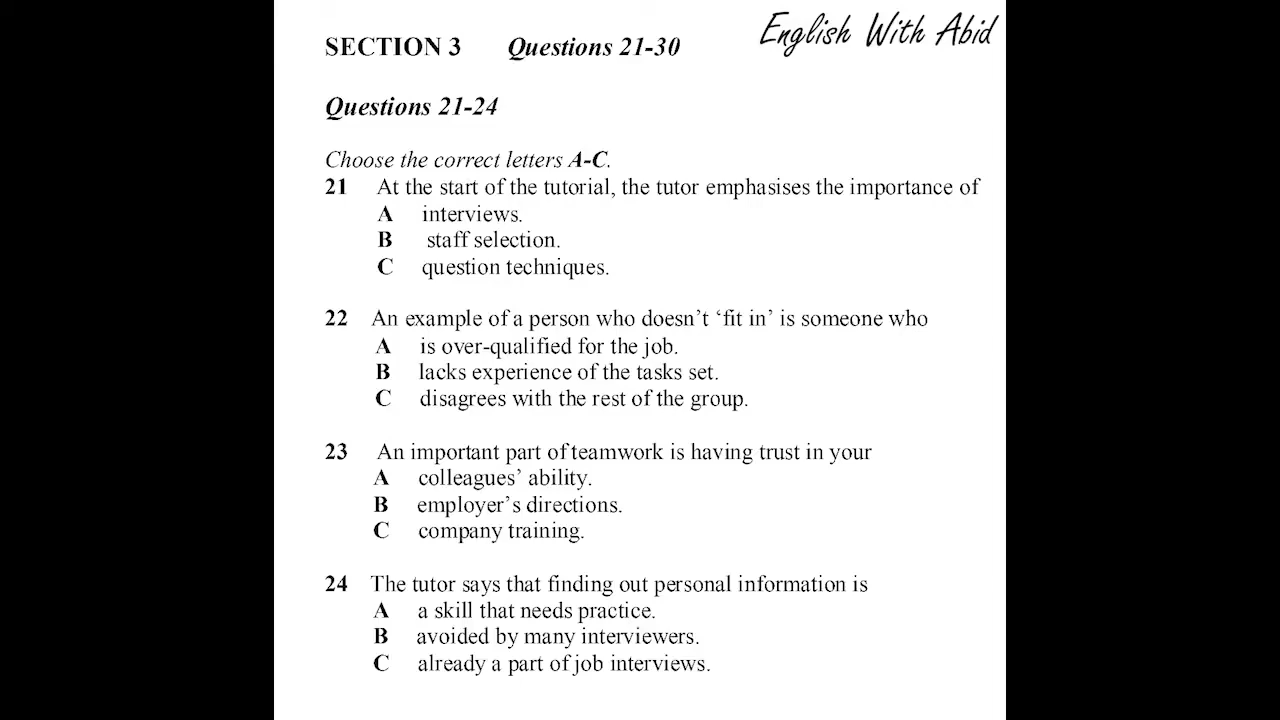 English With Abid
SECTION 3 Questions 21-30
Questions 21-24
Choose the correct letters A-C.
21 At the start of the tutorial, the tutor emphasises the importance of
A interviews.
B staff selection.
C question techniques.
22 An example of a person who doesn't 'fit in' is someone who
A is over-qualified for the job.
B lacks experience of the tasks set.
C disagrees with the rest of the group.
23 An important part of teamwork is having trust in your
A colleagues' ability.
B employer's directions.
C company training.
24 The tutor says that finding out personal information is
A a skill that needs practice.
B avoided by many interviewers.
C already a part of job interviews.